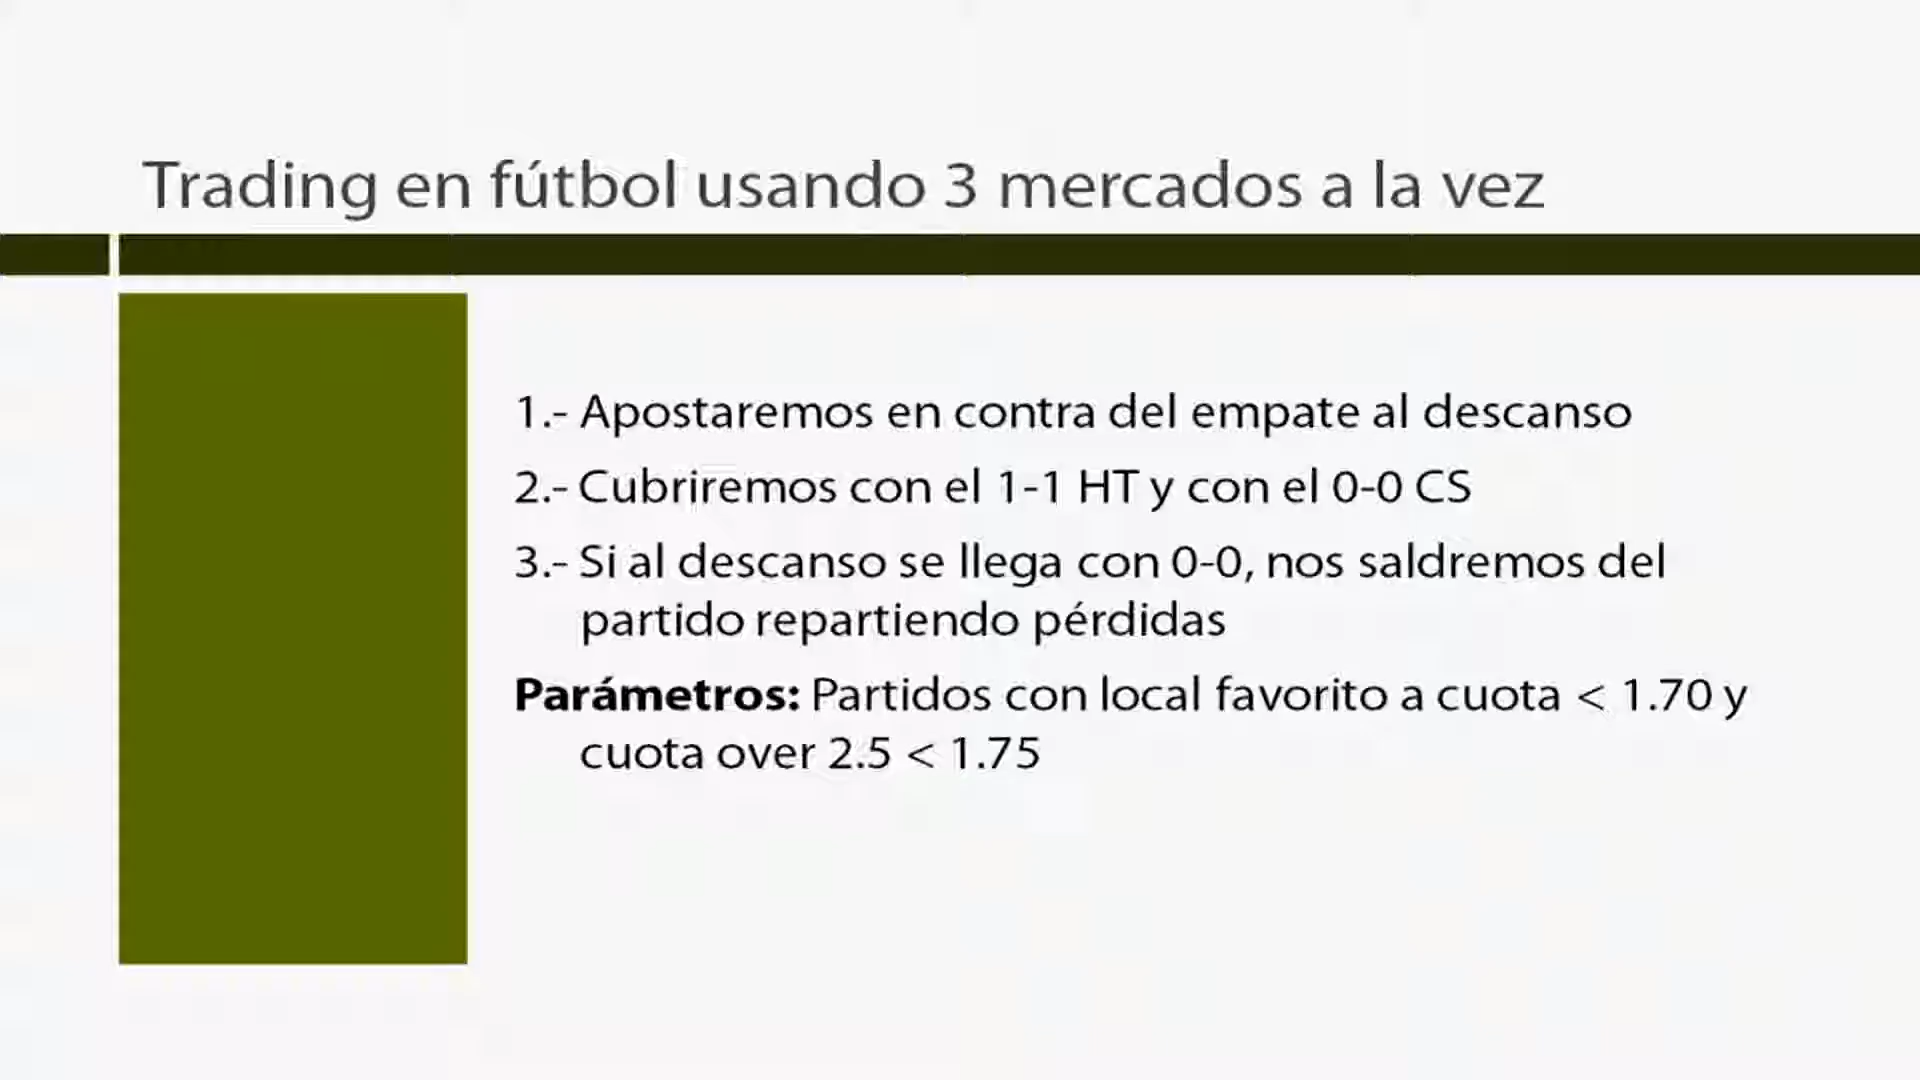 Trading en fútbol usando 3 mercados a la vez
1.- Apostaremos en contra del empate al descanso
2.- Cubriremos con el 1-1 HT y con el 0-0 CS
3.- Si al descanso se llega con 0-0, nos saldremos del
partido repartiendo pérdidas
Parámetros: Partidos con local favorito a cuota < 1.70 y
cuota over 2.5 < 1.75